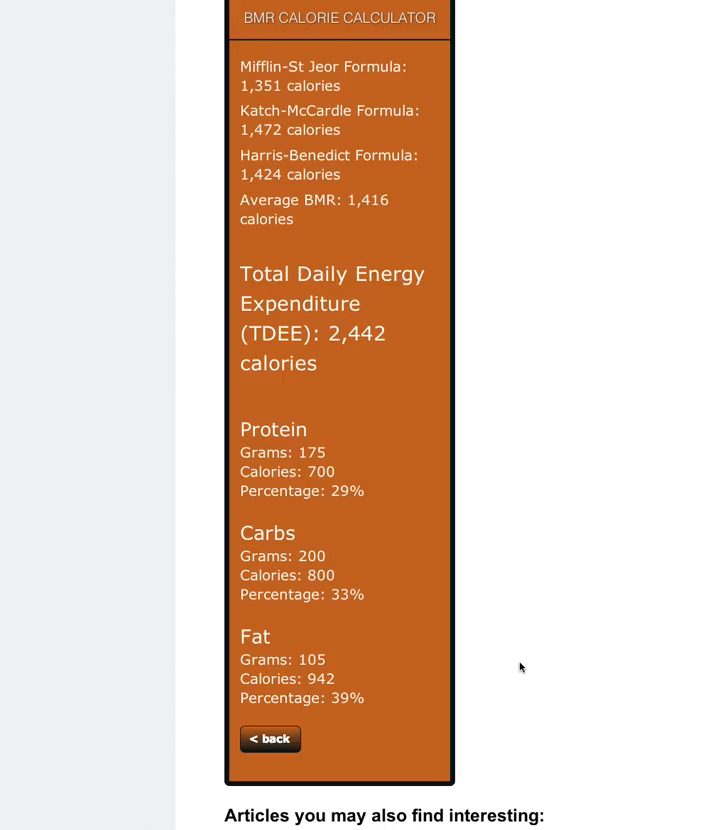 BMR CALORIE CALCULATOR
Mifflin-St Jeor Formula:
1,351 calories
Katch-McCardle Formula:
1,472 calories
Harris-Benedict Formula:
1,424 calories
Average BMR: 1,416
calories
Total Daily Energy
Expenditure
(TDEE): 2,442
calories
Protein
Grams: 175
Calories: 700
Percentage: 29%
Carbs
Grams: 200
Calories: 800
Percentage: 33%
Fat
Grams: 105
Calories: 942
Percentage: 39%
< back
Articles you may also find interesting: